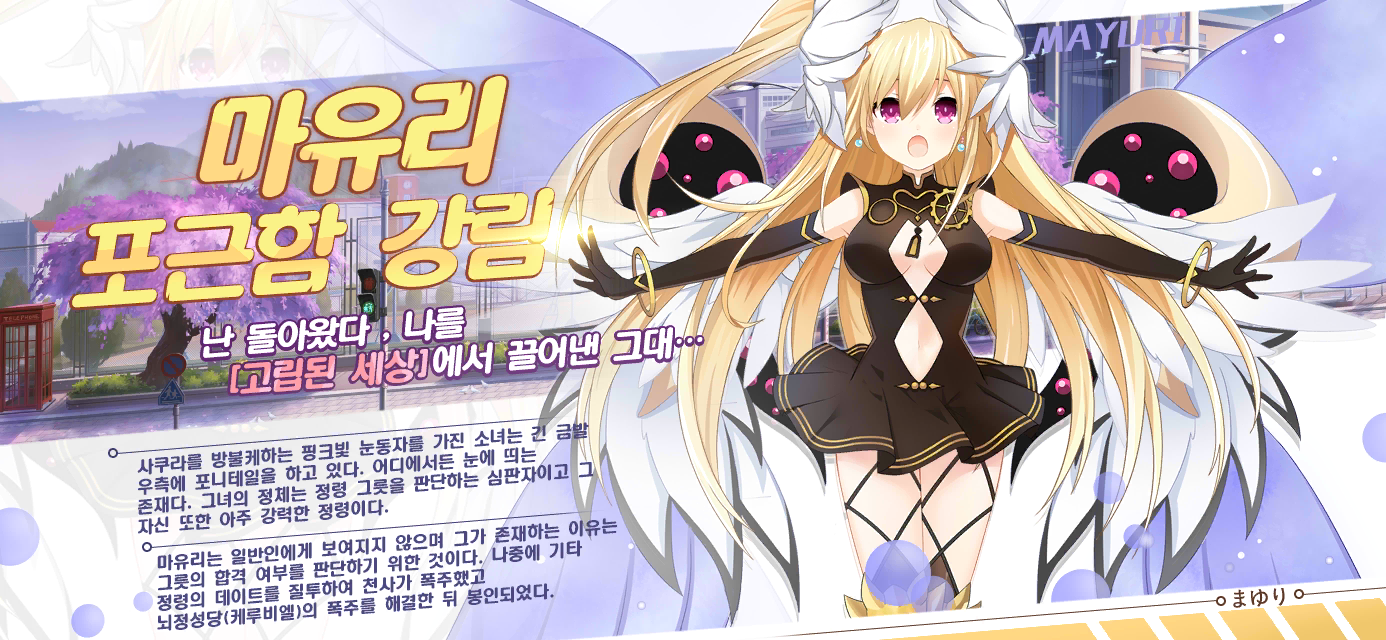 MAYURI
마유리
포근함 강림
난 돌아왔다 , 나를
[고립된 세상]에서 끌어낸 그대…
사쿠라를 방불케하는 핑크빛 눈동자를 가진 소녀는 긴 금발
우측에 포니테일을 하고 있다. 어디에서든 눈에 띄는
존재다. 그녀의 정체는 정령 그릇을 판단하는 심판자이고 그
자신 또한 아주 강력한 정령이다.
마유리는 일반인에게 보여지지 않으며 그가 존재하는 이유는
그릇의 합격 여부를 판단하기 위한 것이다. 나중에 기타
정령의 데이트를 질투하여 천사가 폭주했고
뇌정성당(케루비엘)의 폭주를 해결한 뒤 봉인되었다.
TELEPHONE
まゆり